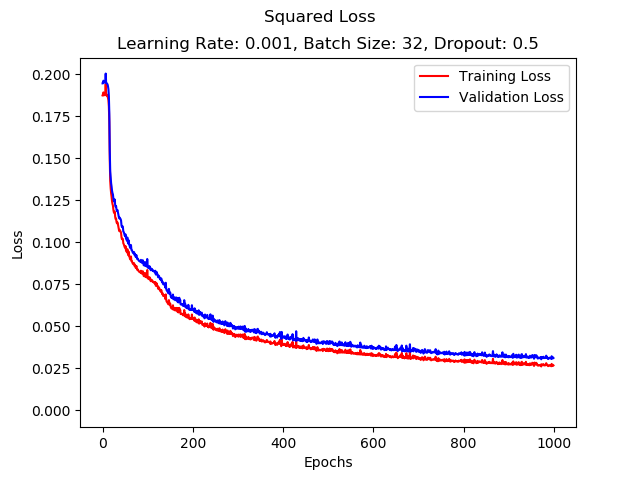 Squared Loss
Learning Rate: 0.001, Batch Size: 32, Dropout: 0.5
Training Loss
Validation Loss
0.200
0.175
0.150
0.125
0.100
0.075
0.050
0.025
0.000
Loss
0 200 400 600 800 1000
Epochs